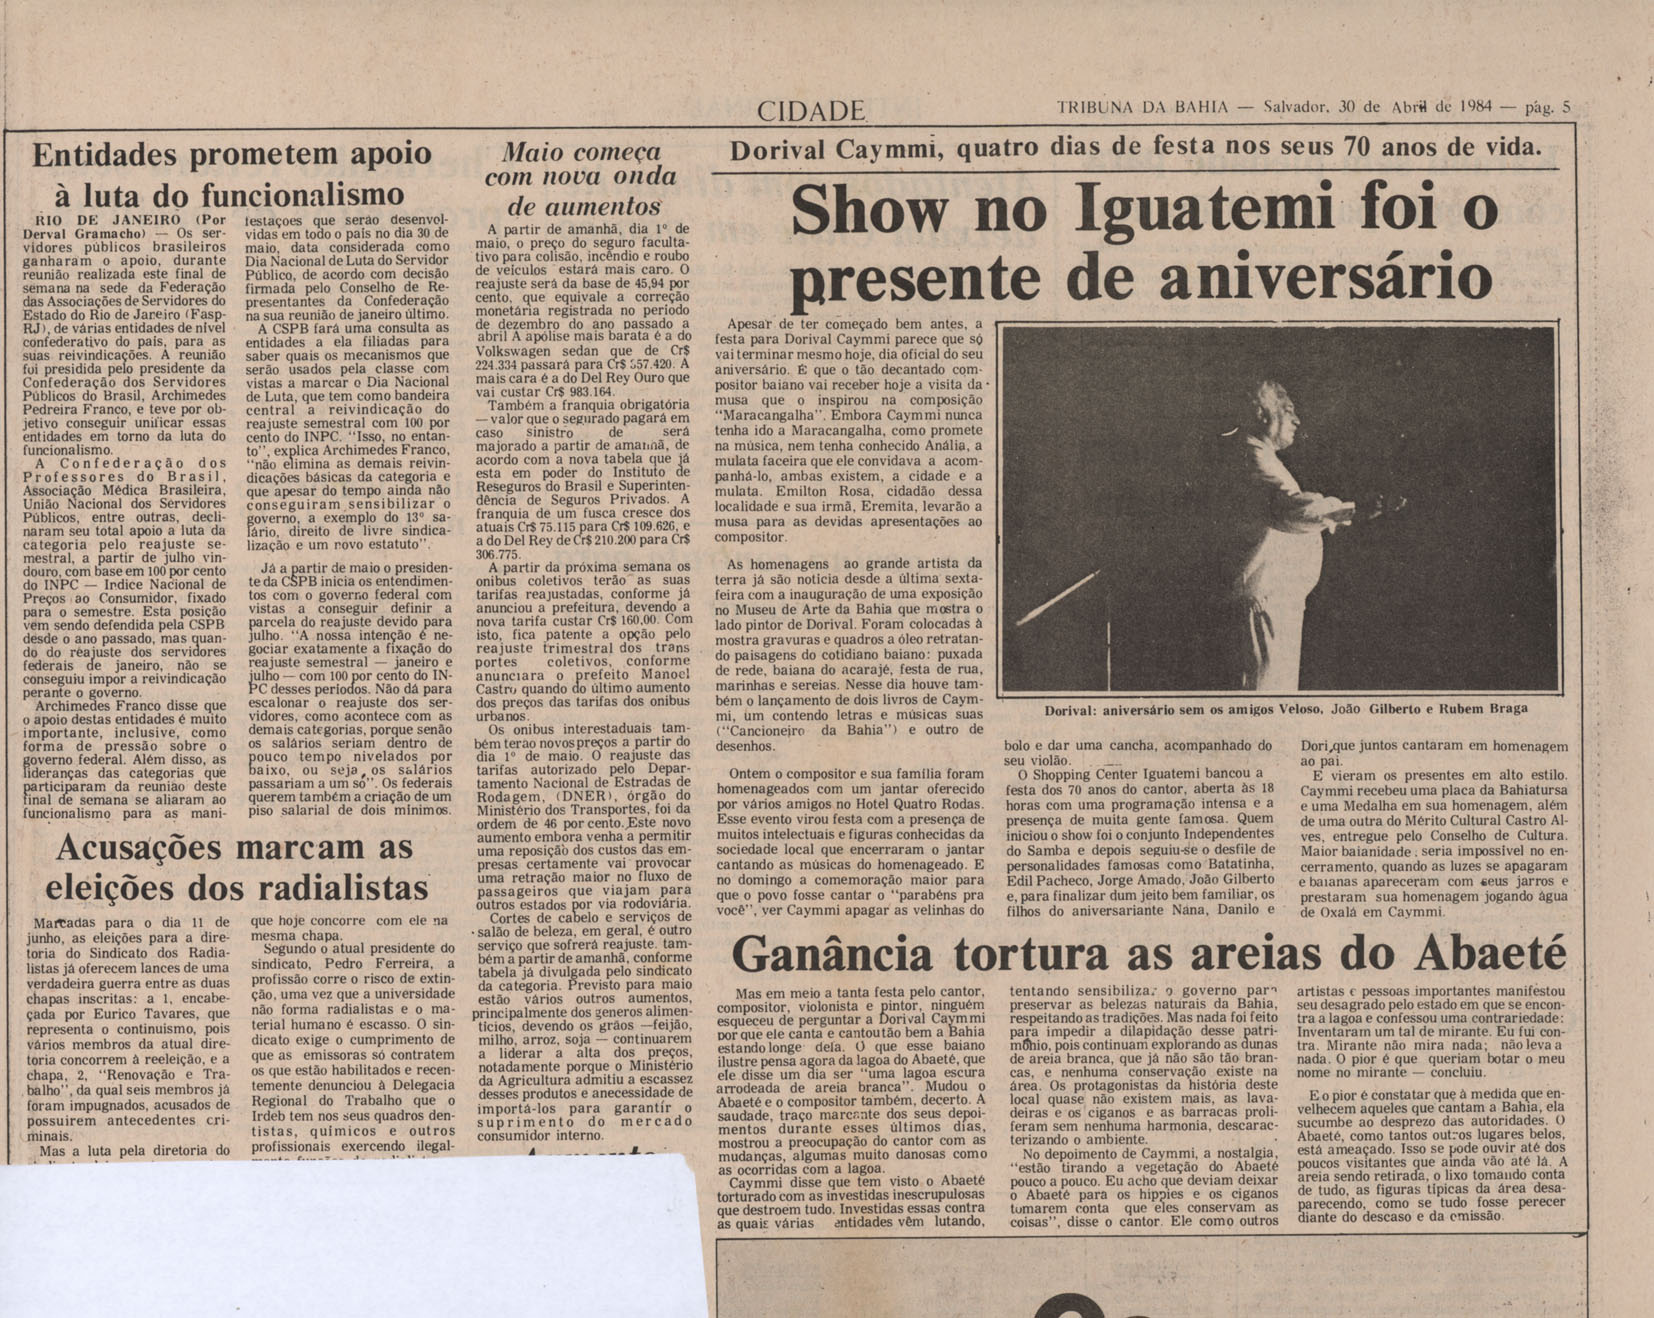 CIDADE
TRIBUNA DA BAHIA — Salvador, 30 de Abril de 1984 — pág. 5
Entidades prometem apoio
à luta do funcionalismo
RIO DE JANEIRO (Por
Derval Gramacho) — Os ser-
vidores públicos brasileiros
ganharam o apoio, durante
reunião realizada este final de
semana na sede da Federação
das Associações de Servidores do
Estado do Rio de Janeiro (Fasp-
RJ), de várias entidades de nível
confederativo do país, para as
suas reivindicações. A reunião
foi presidida pelo presidente da
Confederação dos Servidores
Públicos do Brasil, Archimedes
Pedreira Franco, e teve por ob-
jetivo conseguir unificar essas
entidades em torno da luta do
funcionalismo.
A Confederação dos
Professores do Brasil,
Associação Médica Brasileira,
União Nacional dos Servidores
Públicos, entre outras, decli-
naram seu total apoio a luta da
categoria pelo reajuste se-
mestral, a partir de julho vin-
douro, com base em 100 por cento
do INPC — Indice Nacional de
Preços ao Consumidor, fixado
para o semestre. Esta posição
vem sendo defendida pela CSPB
desde o ano passado, mas quan-
do do reajuste dos servidores
federais de janeiro, não se
conseguiu impor a reivindicação
perante o governo.
Archimedes Franco disse que
o apoio destas entidades é muito
importante, inclusive, como
forma de pressão sobre o
governo federal. Além disso, as
lideranças das categorias que
participaram da reunião deste
final de semana se aliaram ao
funcionalismo para as mani-
festações que serão desenvol-
vidas em todo o país no dia 30 de
maio, data considerada como
Dia Nacional de Luta do Servidor
Público, de acordo com decisão
firmada pelo Conselho de Re-
presentantes da Confederação
na sua reunião de janeiro último.
A CSPB fará uma consulta as
entidades a ela filiadas para
saber quais os mecanismos que
serão usados pela classe com
vistas a marcar o Dia Nacional
de Luta, que tem como bandeira
central a reivindicação do
reajuste semestral com 100 por
cento do INPC. "Isso, no entan-
to", explica Archimedes Franco,
"não elimina as demais reivin-
dicações básicas da categoria e
que apesar do tempo ainda não
conseguiram sensibilizar o
governo, a exemplo do 13º sa-
lário, direito de livre sindica-
lização e um novo estatuto".
Já a partir de maio o presiden-
te da CSPB inicia os entendimen-
tos com o governo federal com
vistas a conseguir definir a
parcela do reajuste devido para
julho. "A nossa intenção é ne-
gociar exatamente a fixação do
reajuste semestral — janeiro e
julho — com 100 por cento do IN-
PC desses períodos. Não dá para
escalonar o reajuste dos ser-
vidores, como acontece com as
demais categorias, porque senão
os salários seriam dentro de
pouco tempo nivelados por
baixo, ou seja, os salários
passariam a um só". Os federais
querem também a criação de um
piso salarial de dois mínimos.
Acusações marcam as
eleições dos radialistas
Marcadas para o dia 11 de
junho, as eleições para a dire-
toria do Sindicato dos Radia-
listas já oferecem lances de uma
verdadeira guerra entre as duas
chapas inscritas: a 1, encabe-
çada por Eurico Tavares, que
representa o continuismo, pois
vários membros da atual dire-
toria concorrem à reeleição, e a
chapa, 2, "Renovação e Tra-
balho", da qual seis membros já
foram impugnados, acusados de
possuirem antecedentes cri-
minais.
Mas a luta pela diretoria do
que hoje concorre com ele na
mesma chapa.
Segundo o atual presidente do
sindicato, Pedro Ferreira, a
profissão corre o risco de extin-
ção, uma vez que a universidade
não forma radialistas e o ma-
terial humano é escasso. O sin-
dicato exige o cumprimento de
que as emissoras só contratem
os que estão habilitados e recen-
temente denunciou à Delegacia
Regional do Trabalho que o
Irdeb tem nos seus quadros den-
tistas, químicos e outros
profissionais exercendo ilegal-
Maio começa
com nova onda
de aumentos
A partir de amanhã, dia 1º de
maio, o preço do seguro faculta-
tivo para colisão, incêndio e roubo
de veículos estará mais caro. O
reajuste será da base de 45,94 por
cento, que equivale a correção
monetária registrada no período
de dezembro do ano passado a
abril A apólise mais barata é a do
Volkswagen sedan que de Cr$
224.334 passará para Cr$ 357.420. A
mais cara é a do Del Rey Ouro que
vai custar Cr$ 983.164.
Também a franquia obrigatória
— valor que o segurado pagará em
caso sinistro de será
majorado a partir de amanhã, de
acordo com a nova tabela que já
esta em poder do Instituto de
Reseguros do Brasil e Superinten-
dência de Seguros Privados. A
franquia de um fusca cresce dos
atuais Cr$ 75.115 para Cr$ 109.626, e
a do Del Rey de Cr$ 210.200 para Cr$
306.775.
A partir da próxima semana os
onibus coletivos terão as suas
tarifas reajustadas, conforme já
anunciou a prefeitura, devendo a
nova tarifa custar Cr$ 160,00. Com
isto, fica patente a opção pelo
reajuste trimestral dos trans
portes coletivos, conforme
anunciara o prefeito Manoel
Castro quando do último aumento
dos preços das tarifas dos onibus
urbanos.
Os onibus interestaduais tam-
bém terão novos preços a partir do
dia 1º de maio. O reajuste das
tarifas autorizado pelo Depar-
tamento Nacional de Estradas de
Rodagem, (DNER), órgão do
Ministério dos Transportes, foi da
ordem de 46 por cento. Este novo
aumento embora venha a permitir
uma reposição dos custos das em-
presas certamente vai provocar
uma retração maior no fluxo de
passageiros que viajam para
outros estados por via rodoviária.
Cortes de cabelo e serviços de
salão de beleza, em geral, é outro
serviço que sofrerá reajuste. tam-
bém a partir de amanhã, conforme
tabela já divulgada pelo sindicato
da categoria. Previsto para maio
estão vários outros aumentos,
principalmente dos generos alimen-
tícios, devendo os grãos —feijão,
milho, arroz, soja — continuarem
a liderar a alta dos preços,
notadamente porque o Ministério
da Agricultura admitiu a escassez
desses produtos e anecessidade de
importá-los para garantir o
suprimento do mercado
consumidor interno.
Dorival Caymmi, quatro dias de festa nos seus 70 anos de vida.
Show no Iguatemi foi o
presente de aniversário
Apesar de ter começado bem antes, a
festa para Dorival Caymmi parece que só
vai terminar mesmo hoje, dia oficial do seu
aniversário. É que o tão decantado com-
positor baiano vai receber hoje a visita da
musa que o inspirou na composição
"Maracangalha". Embora Caymmi nunca
tenha ido a Maracangalha, como promete
na música, nem tenha conhecido Anália, a
mulata faceira que ele convidava a acom-
panhá-lo, ambas existem, a cidade e a
mulata. Emilton Rosa, cidadão dessa
localidade e sua irmã, Eremita, levarão a
musa para as devidas apresentações ao
compositor.
As homenagens ao grande artista da
terra já são notícia desde a última sexta-
feira com a inauguração de uma exposição
no Museu de Arte da Bahia que mostra o
lado pintor de Dorival. Foram colocadas à
mostra gravuras e quadros a óleo retratan-
do paisagens do cotidiano baiano: puxada
de rede, baiana do acarajé, festa de rua,
marinhas e sereias. Nesse dia houve tam-
bém o lançamento de dois livros de Caym-
mi, um contendo letras e músicas suas
("Cancioneiro da Bahia") e outro de
desenhos.
Ontem o compositor e sua família foram
homenageados com um jantar oferecido
por vários amigos no Hotel Quatro Rodas.
Esse evento virou festa com a presença de
muitos intelectuais e figuras conhecidas da
sociedade local que encerraram o jantar
cantando as músicas do homenageado. E
no domingo a comemoração maior para
que o povo fosse cantar o "parabéns pra
você", ver Caymmi apagar as velinhas do
Dorival: aniversário sem os amigos Veloso, João Gilberto e Rubem Braga
bolo e dar uma cancha, acompanhado do
seu violão.
O Shopping Center Iguatemi bancou a
festa dos 70 anos do cantor, aberta às 18
horas com uma programação intensa e a
presença de muita gente famosa. Quem
iniciou o show foi o conjunto Independentes
do Samba e depois seguiu-se o desfile de
personalidades famosas como Batatinha,
Edil Pacheco, Jorge Amado, João Gilberto
e, para finalizar dum jeito bem familiar, os
filhos do aniversariante Nana, Danilo e
Dori, que juntos cantaram em homenagem
ao pai.
E vieram os presentes em alto estilo.
Caymmi recebeu uma placa da Bahiatursa
e uma Medalha em sua homenagem, além
de uma outra do Mérito Cultural Castro Al-
ves, entregue pelo Conselho de Cultura.
Maior baianidade seria impossível no en-
cerramento, quando as luzes se apagaram
e baianas apareceram com seus jarros e
prestaram sua homenagem jogando água
de Oxalá em Caymmi.
Ganância tortura as areias do Abaeté
Mas em meio a tanta festa pelo cantor,
compositor, violonista e pintor, ninguém
esqueceu de perguntar a Dorival Caymmi
por que ele canta e cantou tão bem a Bahia
estando longe dela. O que esse baiano
ilustre pensa agora da lagoa do Abaeté, que
ele disse um dia ser "uma lagoa escura
arrodeada de areia branca". Mudou o
Abaeté e o compositor também, decerto. A
saudade, traço marcante dos seus depoi-
mentos durante esses últimos dias,
mostrou a preocupação do cantor com as
mudanças, algumas muito danosas como
as ocorridas com a lagoa.
Caymmi disse que tem visto o Abaeté
torturado com as investidas inescrupulosas
que destroem tudo. Investidas essas contra
as quais várias entidades vêm lutando,
tentando sensibilizar o governo para
preservar as belezas naturais da Bahia,
respeitando as tradições. Mas nada foi feito
para impedir a dilapidação desse patri-
mônio, pois continuam explorando as dunas
de areia branca, que já não são tão bran-
cas, e nenhuma conservação existe na
área. Os protagonistas da história deste
local quase não existem mais, as lava-
deiras e os ciganos e as barracas proli-
feram sem nenhuma harmonia, descarac-
terizando o ambiente.
No depoimento de Caymmi, a nostalgia,
"estão tirando a vegetação do Abaeté
pouco a pouco. Eu acho que deviam deixar
o Abaeté para os hippies e os ciganos
tomarem conta que eles conservam as
coisas", disse o cantor. Ele como outros
artistas e pessoas importantes manifestou
seu desagrado pelo estado em que se encon-
tra a lagoa e confessou uma contrariedade:
Inventaram um tal de mirante. Eu fui con-
tra. Mirante não mira nada; não leva a
nada. O pior é que queriam botar o meu
nome no mirante — concluiu.
E o pior é constatar que à medida que en-
velhecem aqueles que cantam a Bahia, ela
sucumbe ao desprezo das autoridades. O
Abaeté, como tantos outros lugares belos,
está ameaçado. Isso se pode ouvir até dos
poucos visitantes que ainda vão até lá. A
areia sendo retirada, o lixo tomando conta
de tudo, as figuras típicas da área desa-
parecendo, como se tudo fosse perecer
diante do descaso e da omissão.